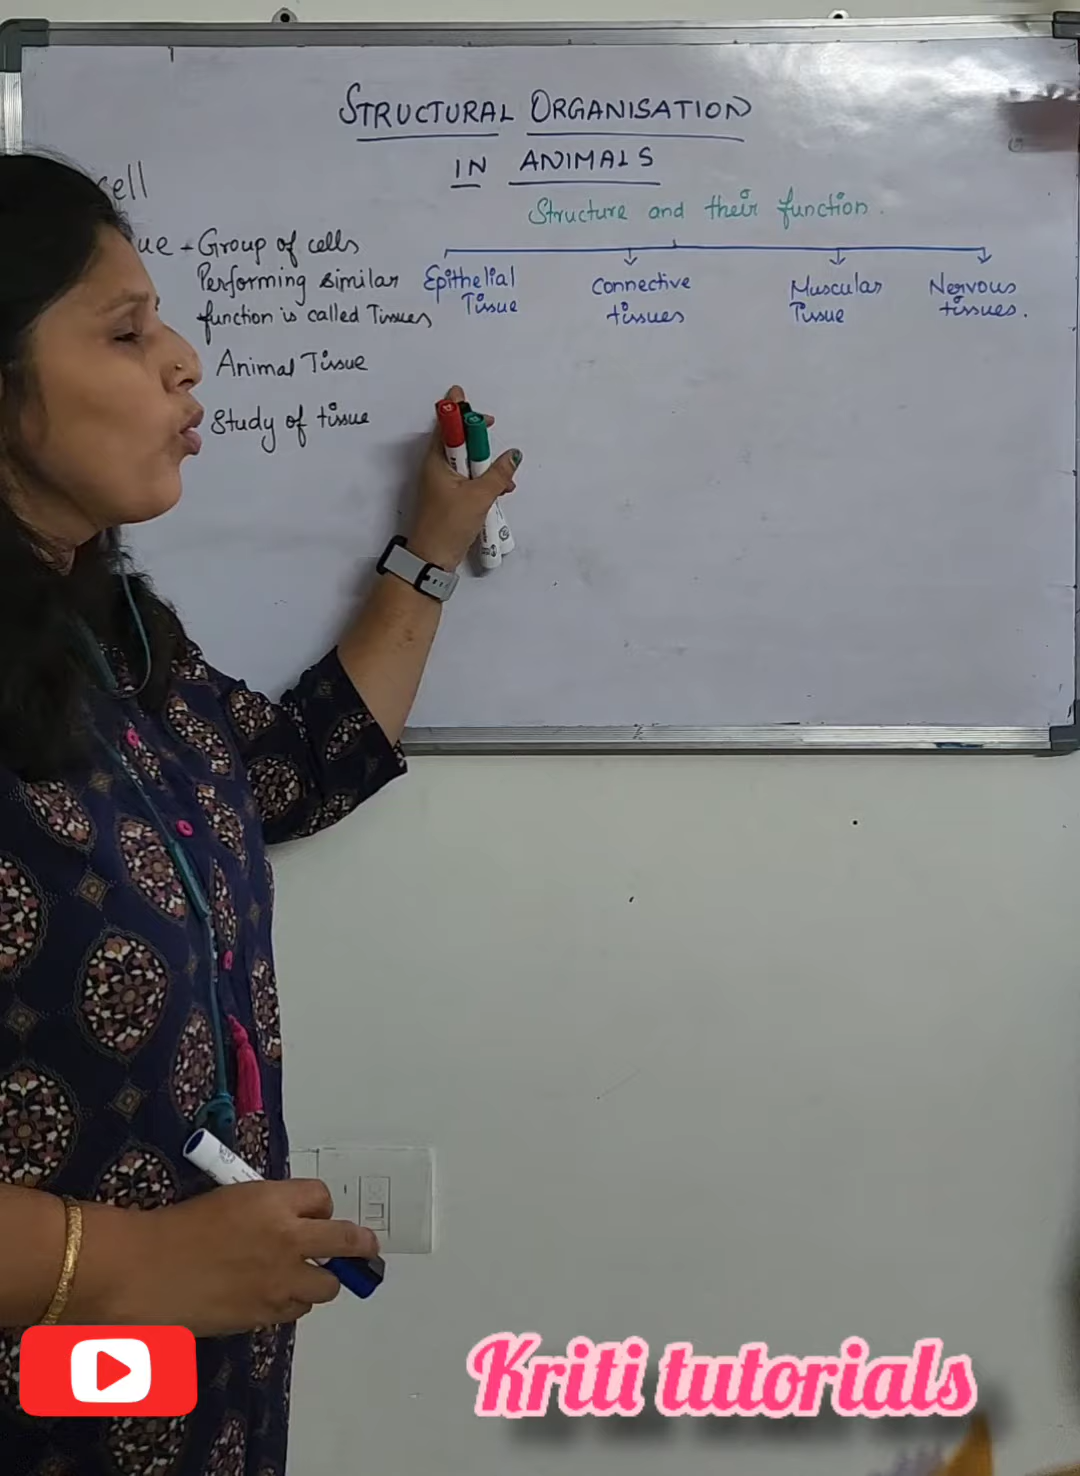 STRUCTURAL ORGANISATION
IN ANIMALS
Structure and their function.
cell
ue - Group of cells
Performing similar
function is called Tissues
Animal Tissue
Study of tissue
Epithelial
Tissue
Connective
tissues
Muscular
Tissue
Nervous
tissues.
Kriti tutorials